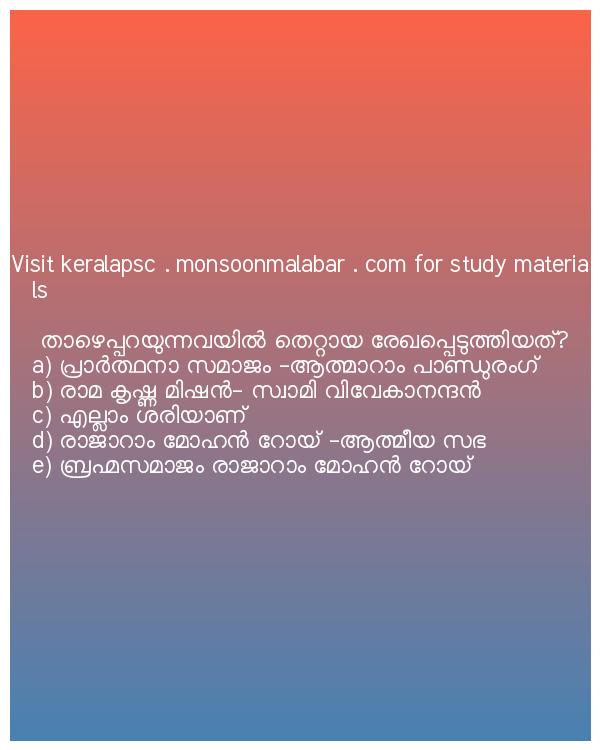 Visit keralapsc . monsoonmalabar . com for study materia
ls
താഴെപ്പറയുന്നവയിൽ തെറ്റായ രേഖപ്പെടുത്തിയത്?
a) പ്രാർത്ഥനാ സമാജം -ആത്മാറാം പാണ്ഡുരംഗ്
b) രാമ കൃഷ്ണ മിഷൻ- സ്വാമി വിവേകാനന്ദൻ
c) എല്ലാം ശരിയാണ്
d) രാജാറാം മോഹൻ റോയ് -ആത്മീയ സഭ
e) ബ്രഹ്മസമാജം രാജാറാം മോഹൻ റോയ്